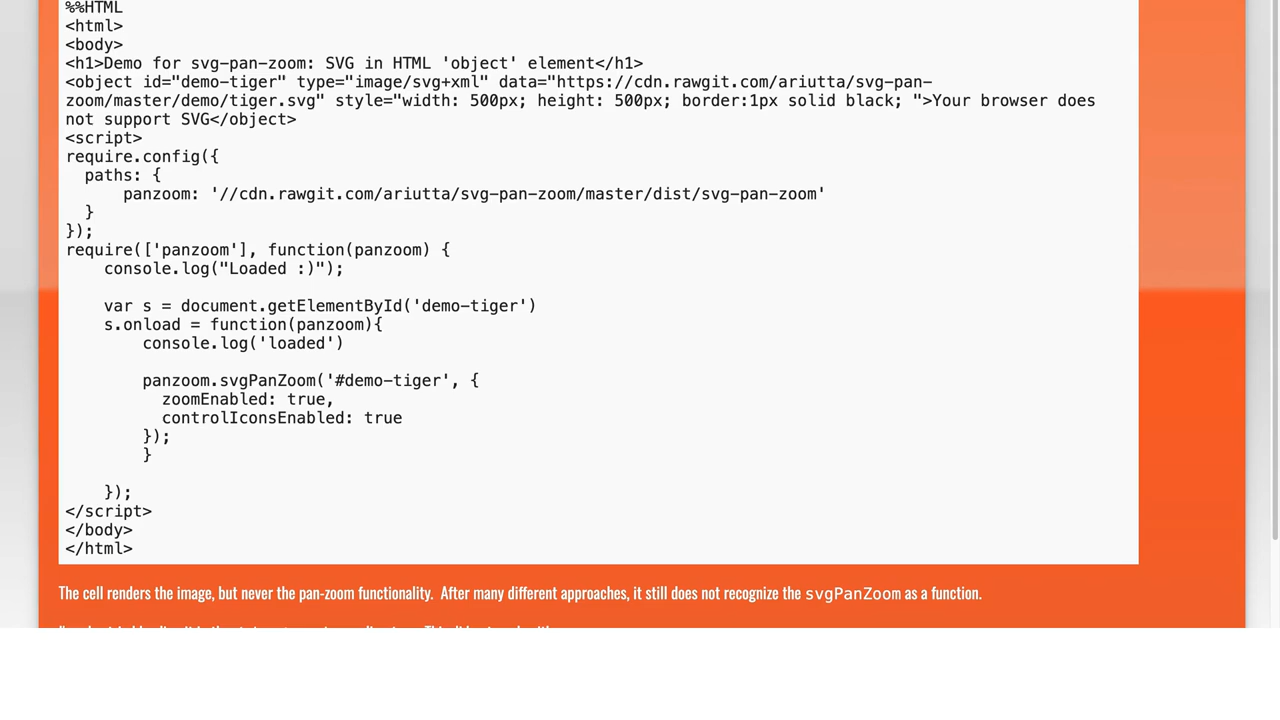 %%HTML
<html>
<body>
<h1>Demo for svg-pan-zoom: SVG in HTML 'object' element</h1>
<object id="demo-tiger" type="image/svg+xml" data="https://cdn.rawgit.com/ariutta/svg-pan-
zoom/master/demo/tiger.svg" style="width: 500px; height: 500px; border:1px solid black; ">Your browser does
not support SVG</object>
<script>
require.config({
  paths: {
      panzoom: '//cdn.rawgit.com/ariutta/svg-pan-zoom/master/dist/svg-pan-zoom'
  }
});
require(['panzoom'], function(panzoom) {
    console.log("Loaded :)");
    var s = document.getElementById('demo-tiger')
    s.onload = function(panzoom){
        console.log('loaded')
        panzoom.svgPanZoom('#demo-tiger', {
          zoomEnabled: true,
          controlIconsEnabled: true
        });
        }
    });
</script>
</body>
</html>
The cell renders the image, but never the pan-zoom functionality. After many different approaches, it still does not recognize the svgPanZoom as a function.